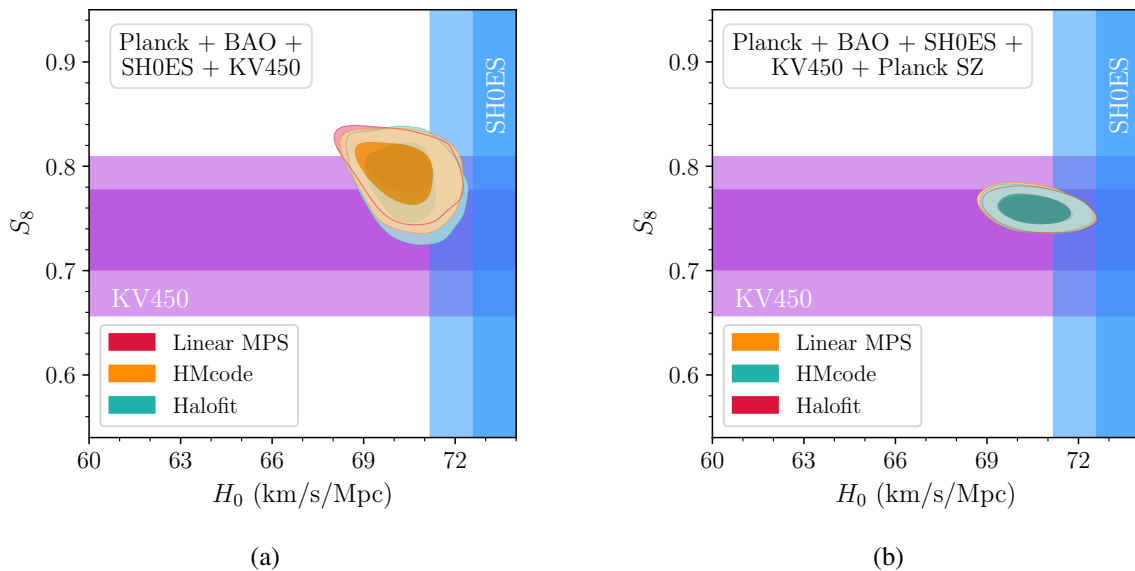 Planck + BAO +
SH0ES + KV450
SH0ES
KV450
Linear MPS
HMcode
Halofit
0.9
0.8
0.7
0.6
S₈
60
63
66
69
72
H₀ (km/s/Mpc)
(a)
Planck + BAO + SH0ES +
KV450 + Planck SZ
SH0ES
KV450
Linear MPS
HMcode
Halofit
0.9
0.8
0.7
0.6
S₈
60
63
66
69
72
H₀ (km/s/Mpc)
(b)